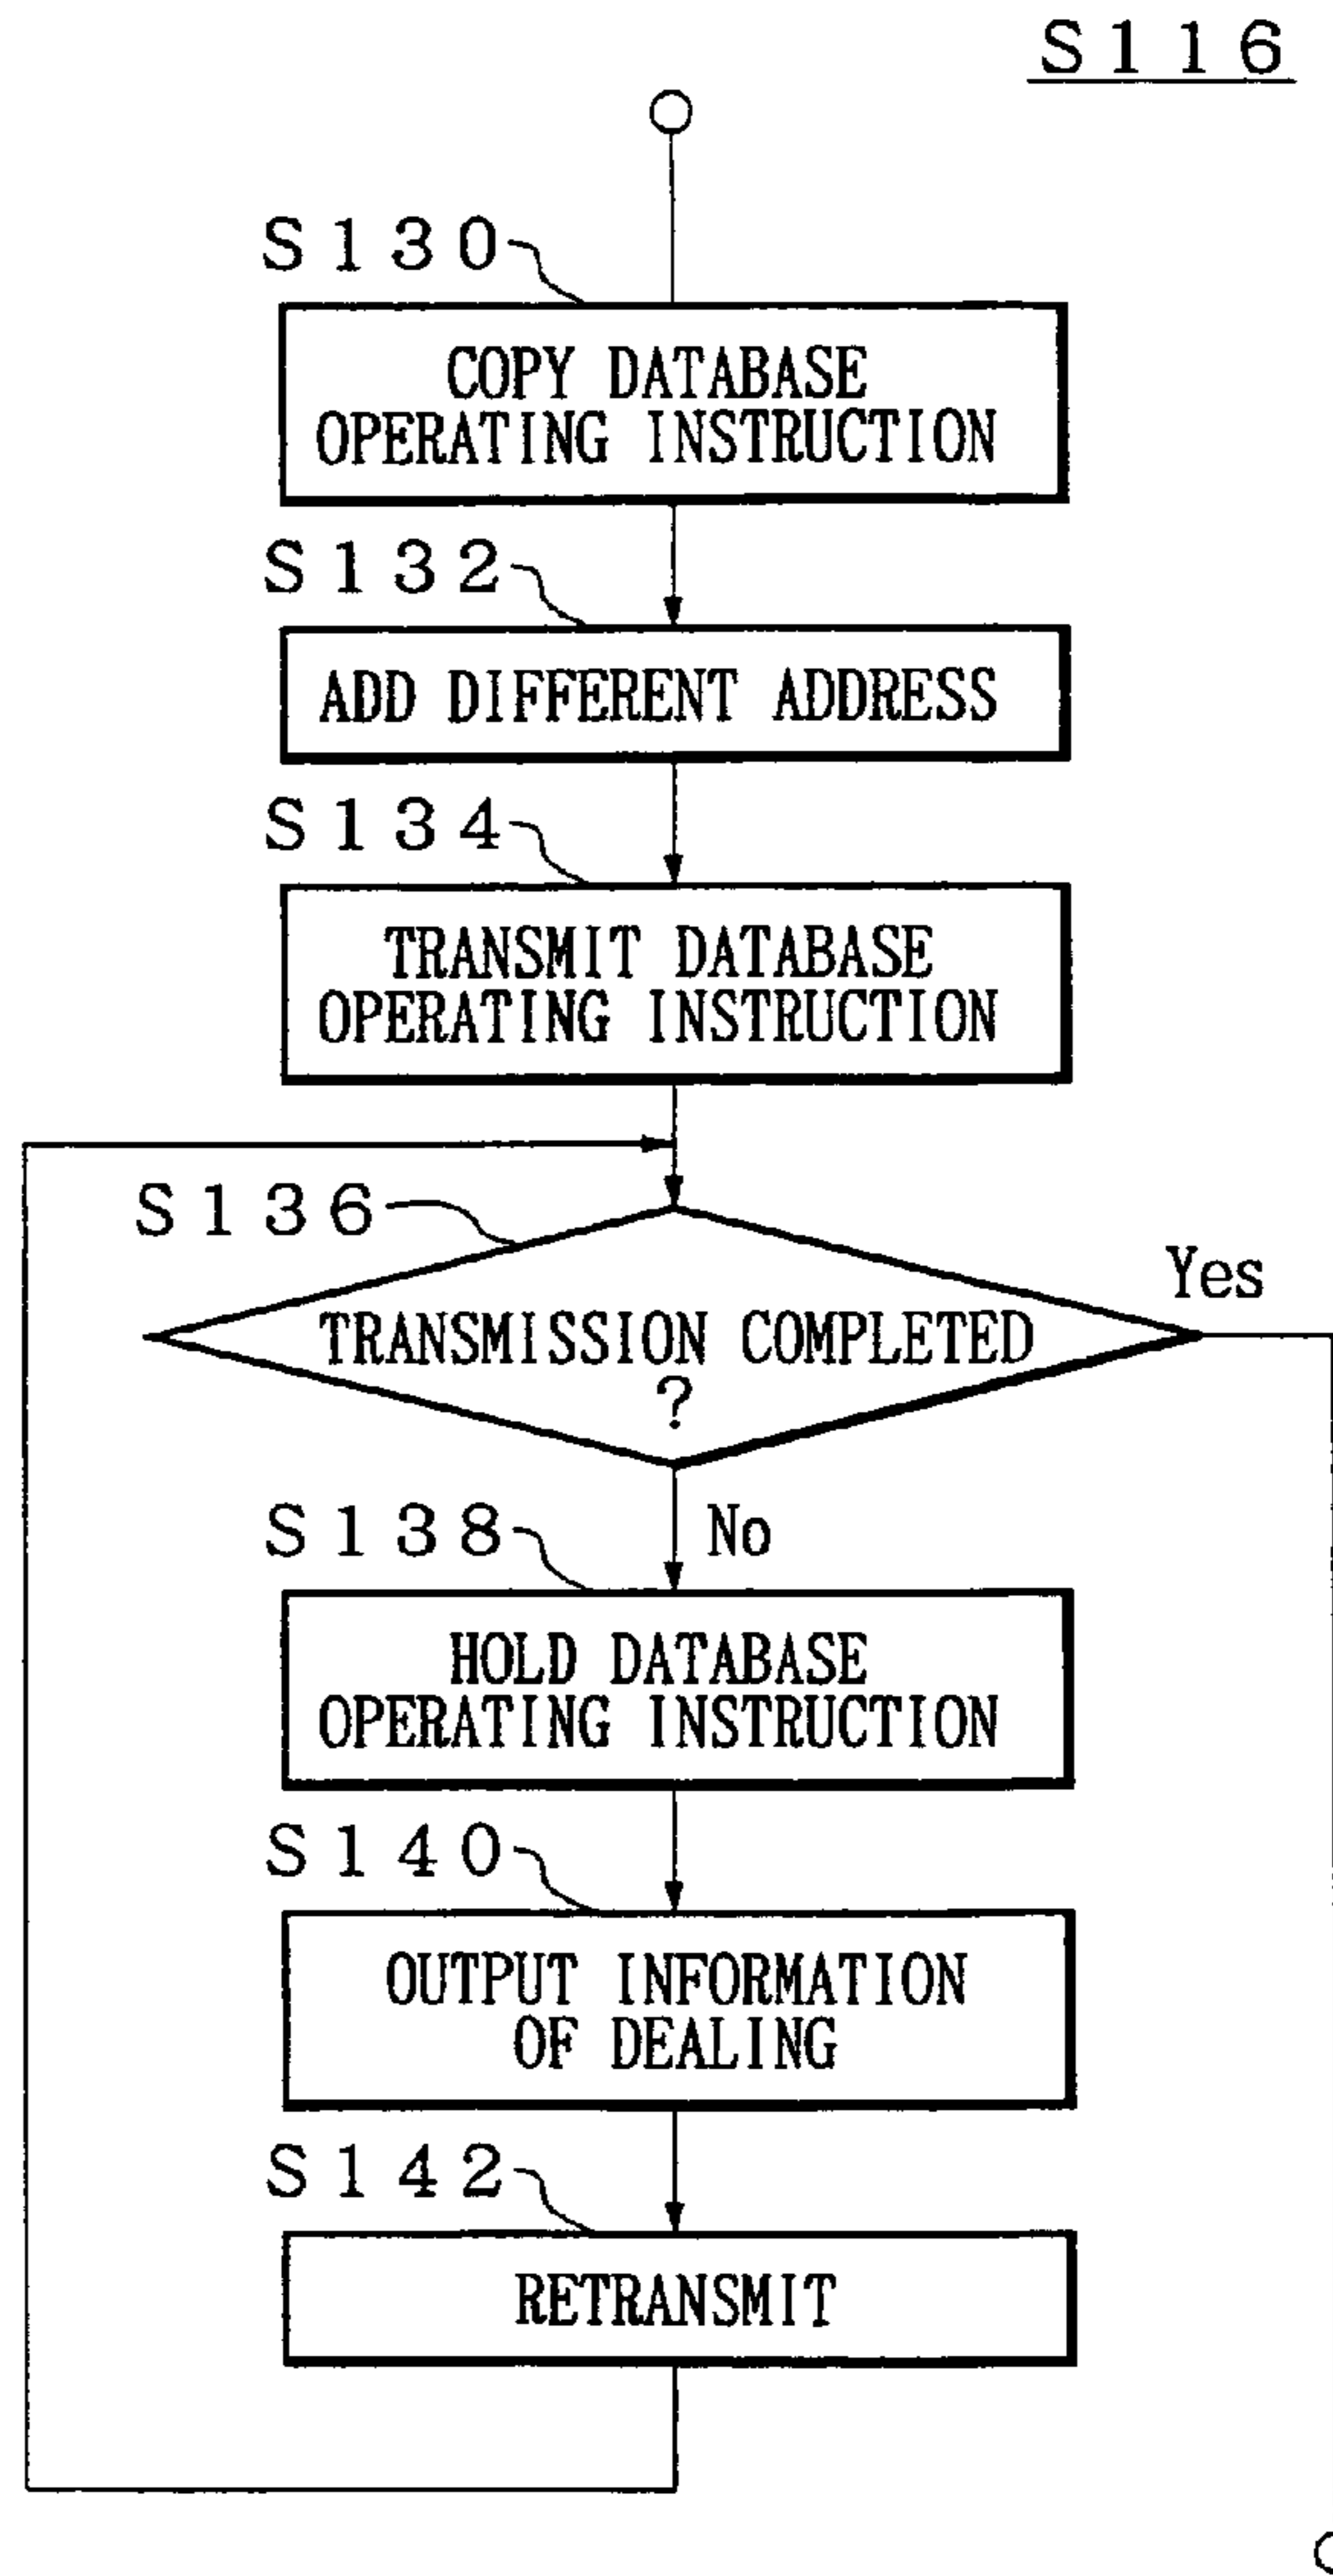 S116
S130
COPY DATABASE
OPERATING INSTRUCTION
S132
ADD DIFFERENT ADDRESS
S134
TRANSMIT DATABASE
OPERATING INSTRUCTION
S136
Yes
TRANSMISSION COMPLETED
?
S138
No
HOLD DATABASE
OPERATING INSTRUCTION
S140
OUTPUT INFORMATION
OF DEALING
S142
RETRANSMIT